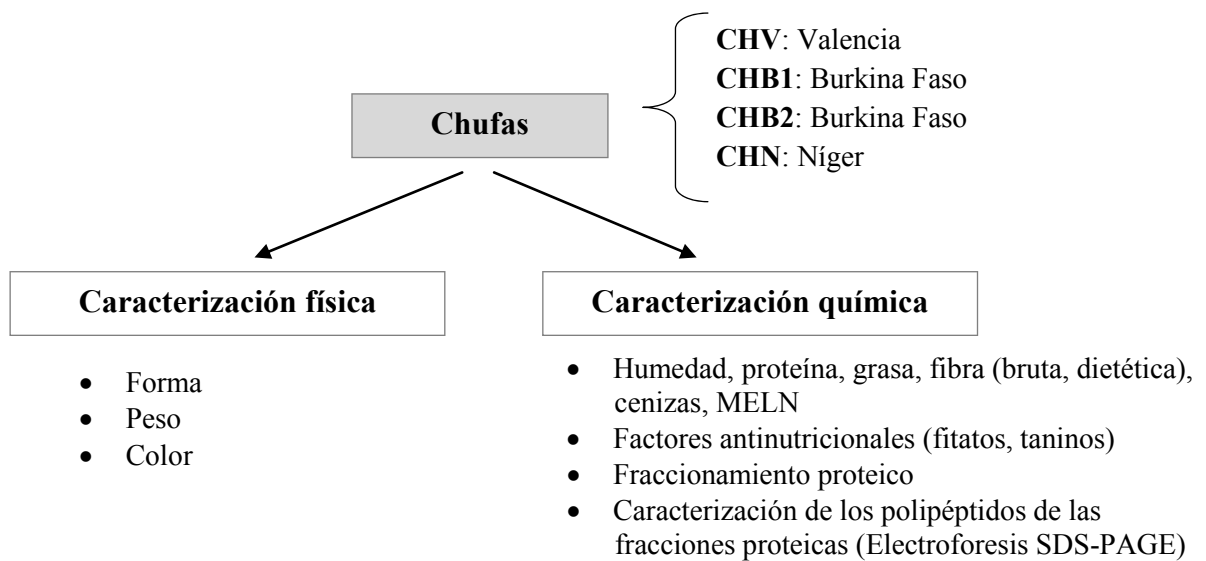 Chufas
CHV: Valencia
CHB1: Burkina Faso
CHB2: Burkina Faso
CHN: Níger
Caracterización física
• Forma
• Peso
• Color
Caracterización química
• Humedad, proteína, grasa, fibra (bruta, dietética),
cenizas, MELN
• Factores antinutricionales (fitatos, taninos)
• Fraccionamiento proteico
• Caracterización de los polipéptidos de las
fracciones proteicas (Electroforesis SDS-PAGE)